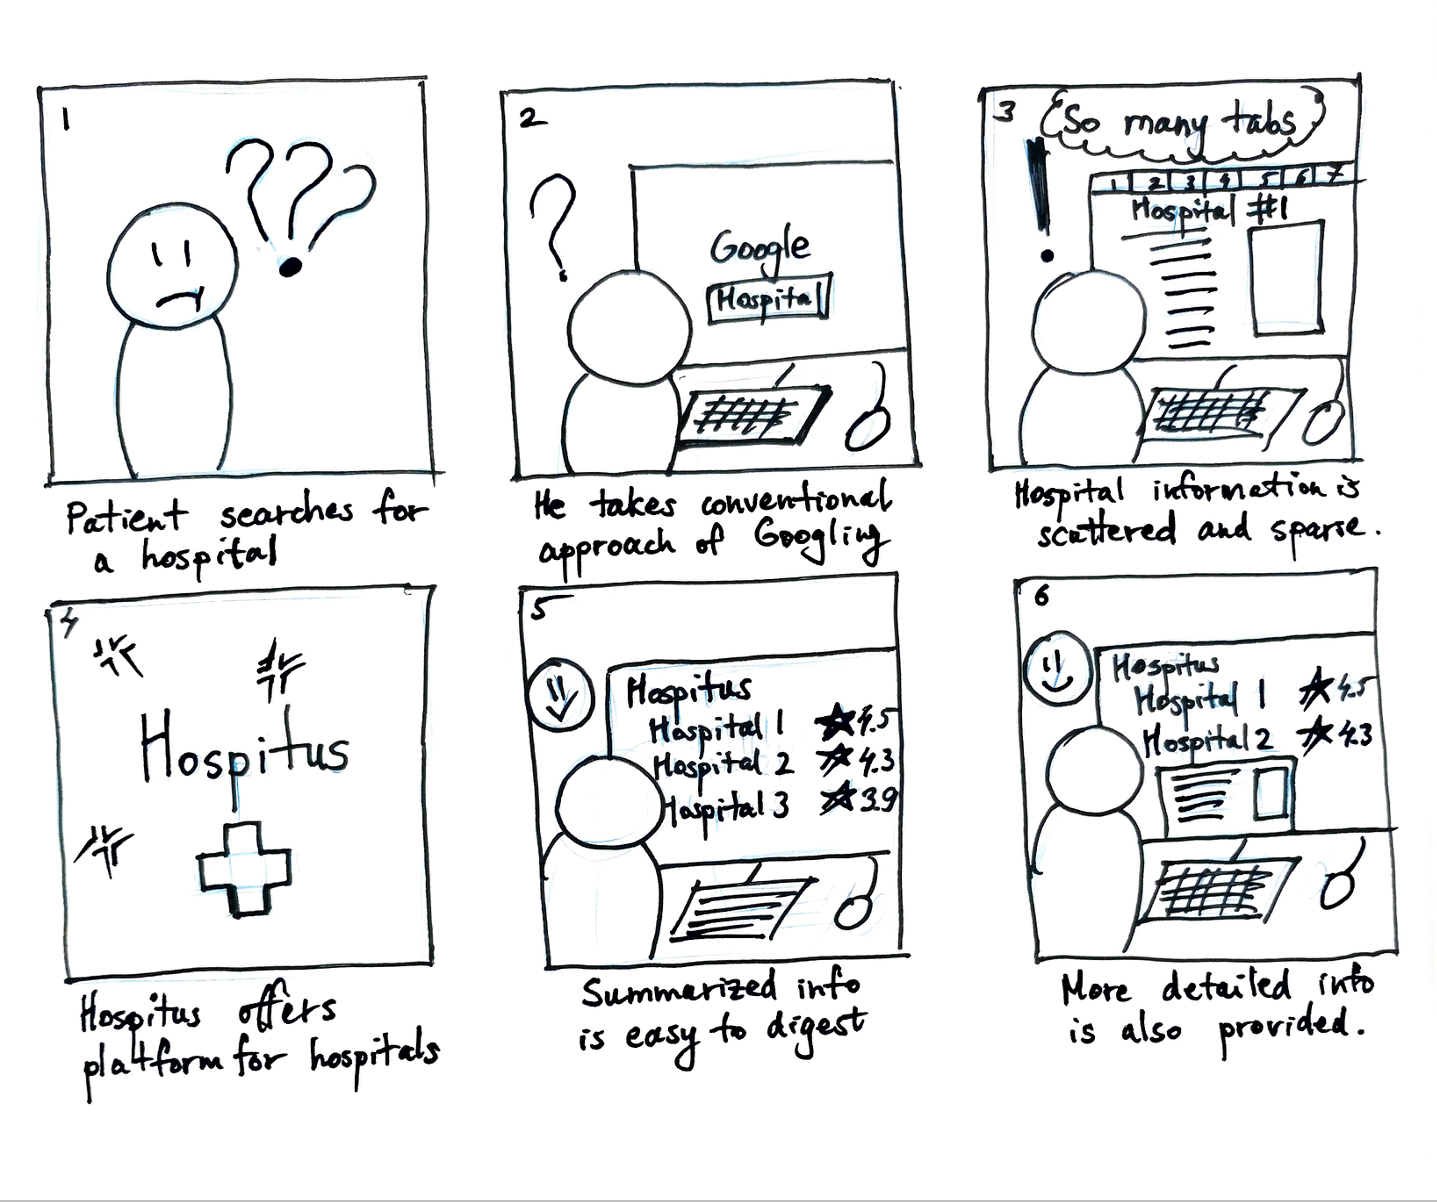 1
2
Google
Hospital
3
So many tabs
1 2 3 4 5 6 7
Hospital #1
Patient searches for
a hospital
He takes conventional
approach of Googling
Hospital information is
scattered and sparse.
4
Hospitus
5
Hospitus
Hospital 1 4.5
Hospital 2 4.3
Hospital 3 3.9
6
Hospitus
Hospital 1 4.5
Hospital 2 4.3
Hospitus offers
platform for hospitals
Summarized info
is easy to digest
More detailed info
is also provided.